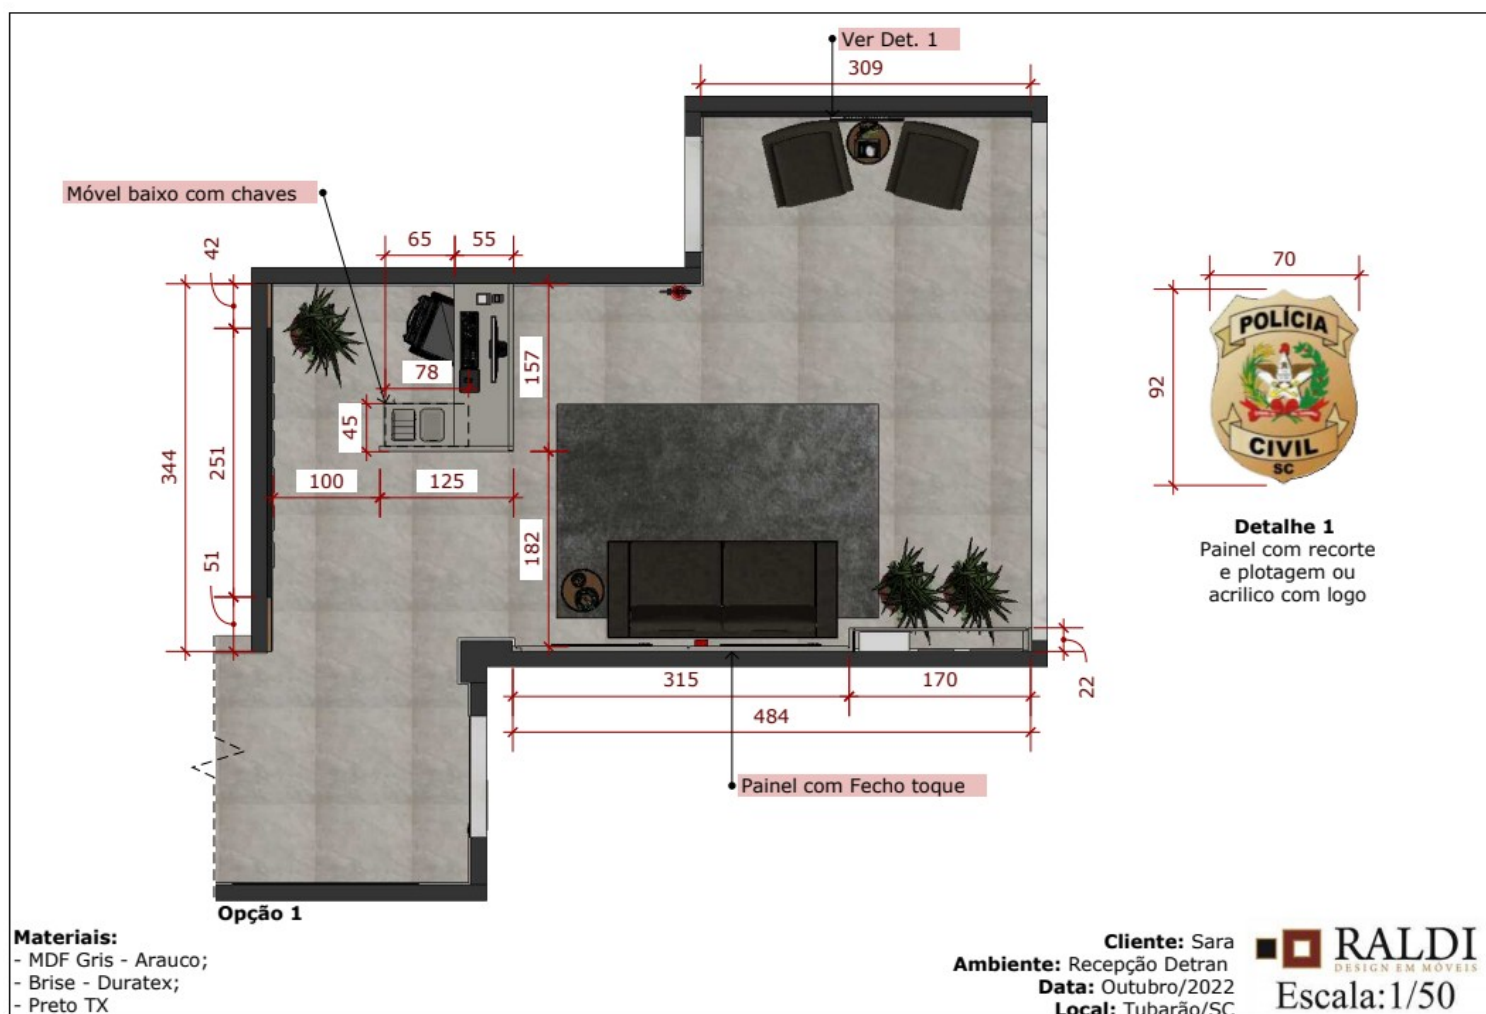 Ver Det. 1
309
Móvel baixo com chaves
42
65
55
70
POLÍCIA
CIVIL
SC
92
78
157
45
344
251
100
125
182
51
Detalhe 1
Painel com recorte
e plotagem ou
acrilico com logo
315
170
22
484
Painel com Fecho toque
Opção 1
Materiais:
- MDF Gris - Arauco;
- Brise - Duratex;
- Preto TX
Cliente: Sara
Ambiente: Recepção Detran
Data: Outubro/2022
Local: Tubarão/SC
RALDI
DESIGN EM MÓVEIS
Escala:1/50